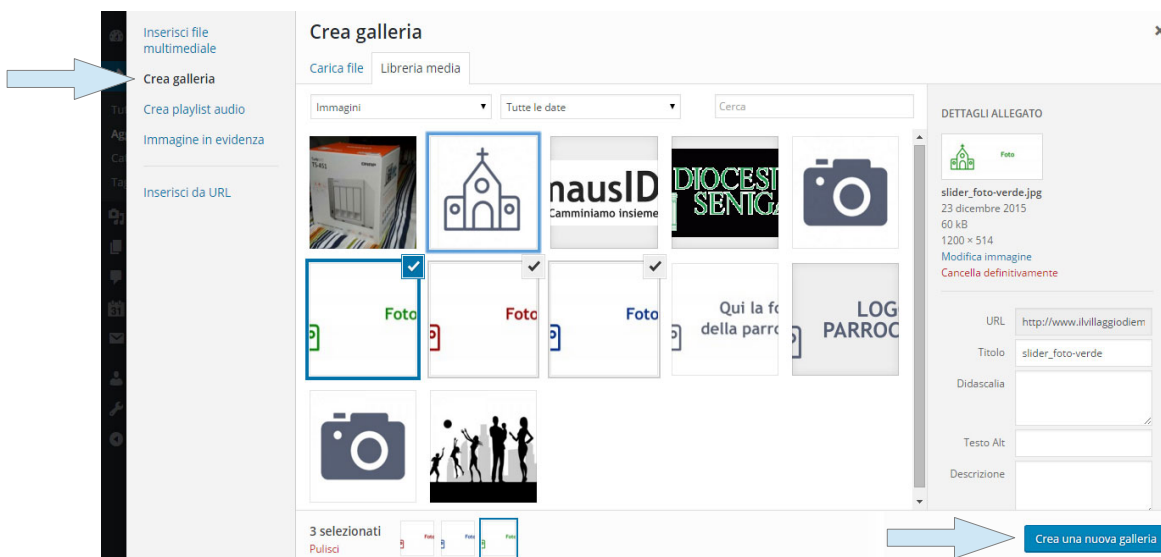 Inserisci file
multimediale
Crea galleria
Crea playlist audio
Immagine in evidenza
Inserisci da URL
Crea galleria
Carica file
Libreria media
Immagini
Tutte le date
Cerca
TS-451
nausID
Camminiamo insieme
DIOCESI
SENIGA
Foto
Foto
Foto
Qui la fo
della parro
LOG
PARROC
3 selezionati
Pulisci
DETTAGLI ALLEGATO
Foto
slider_foto-verde.jpg
23 dicembre 2015
60 kB
1200 × 514
Modifica immagine
Cancella definitivamente
URL
http://www.ilvillaggiodiem
Titolo
slider_foto-verde
Didascalia
Testo Alt
Descrizione
Crea una nuova galleria